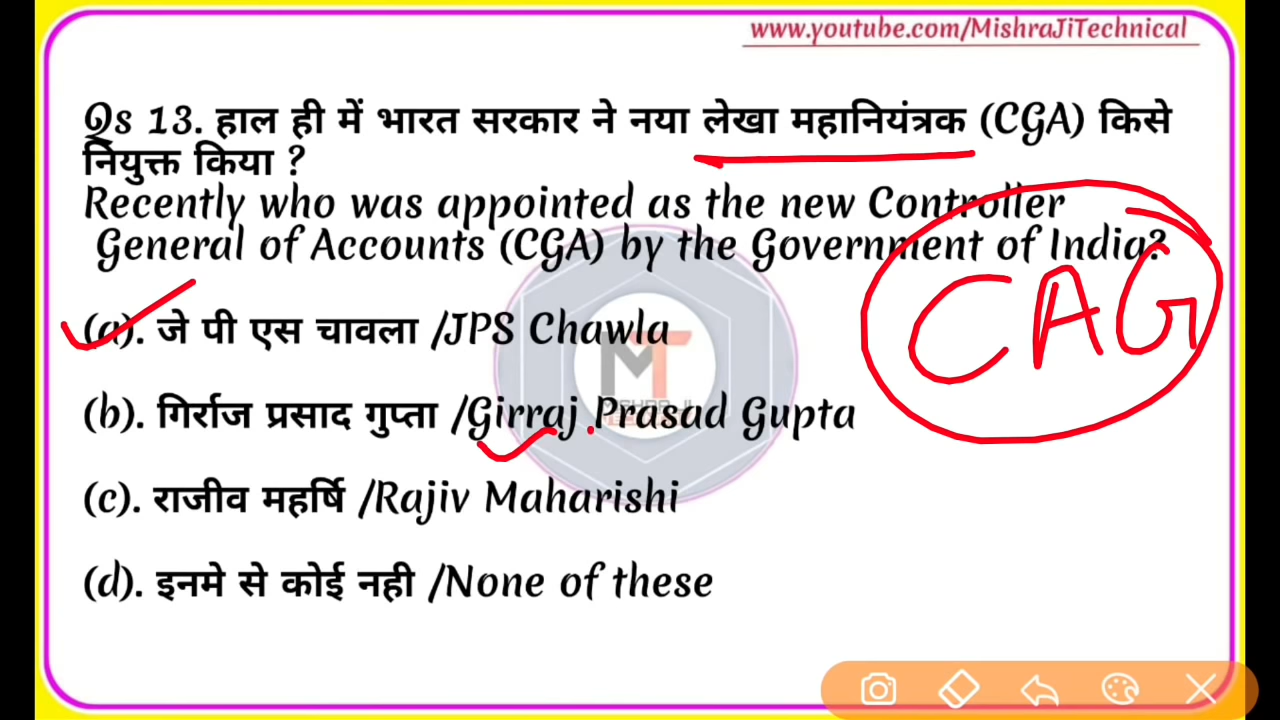 www.youtube.com/MishraJiTechnical
Qs 13. हाल ही में भारत सरकार ने नया लेखा महानियंत्रक (CGA) किसे
नियुक्त किया ?
Recently who was appointed as the new Controller
General of Accounts (CGA) by the Government of India?
CAG
(a). जे पी एस चावला /JPS Chawla
MT
(b). गिर्राज प्रसाद गुप्ता /Girraj Prasad Gupta
(c). राजीव महर्षि /Rajiv Maharishi
(d). इनमे से कोई नही /None of these